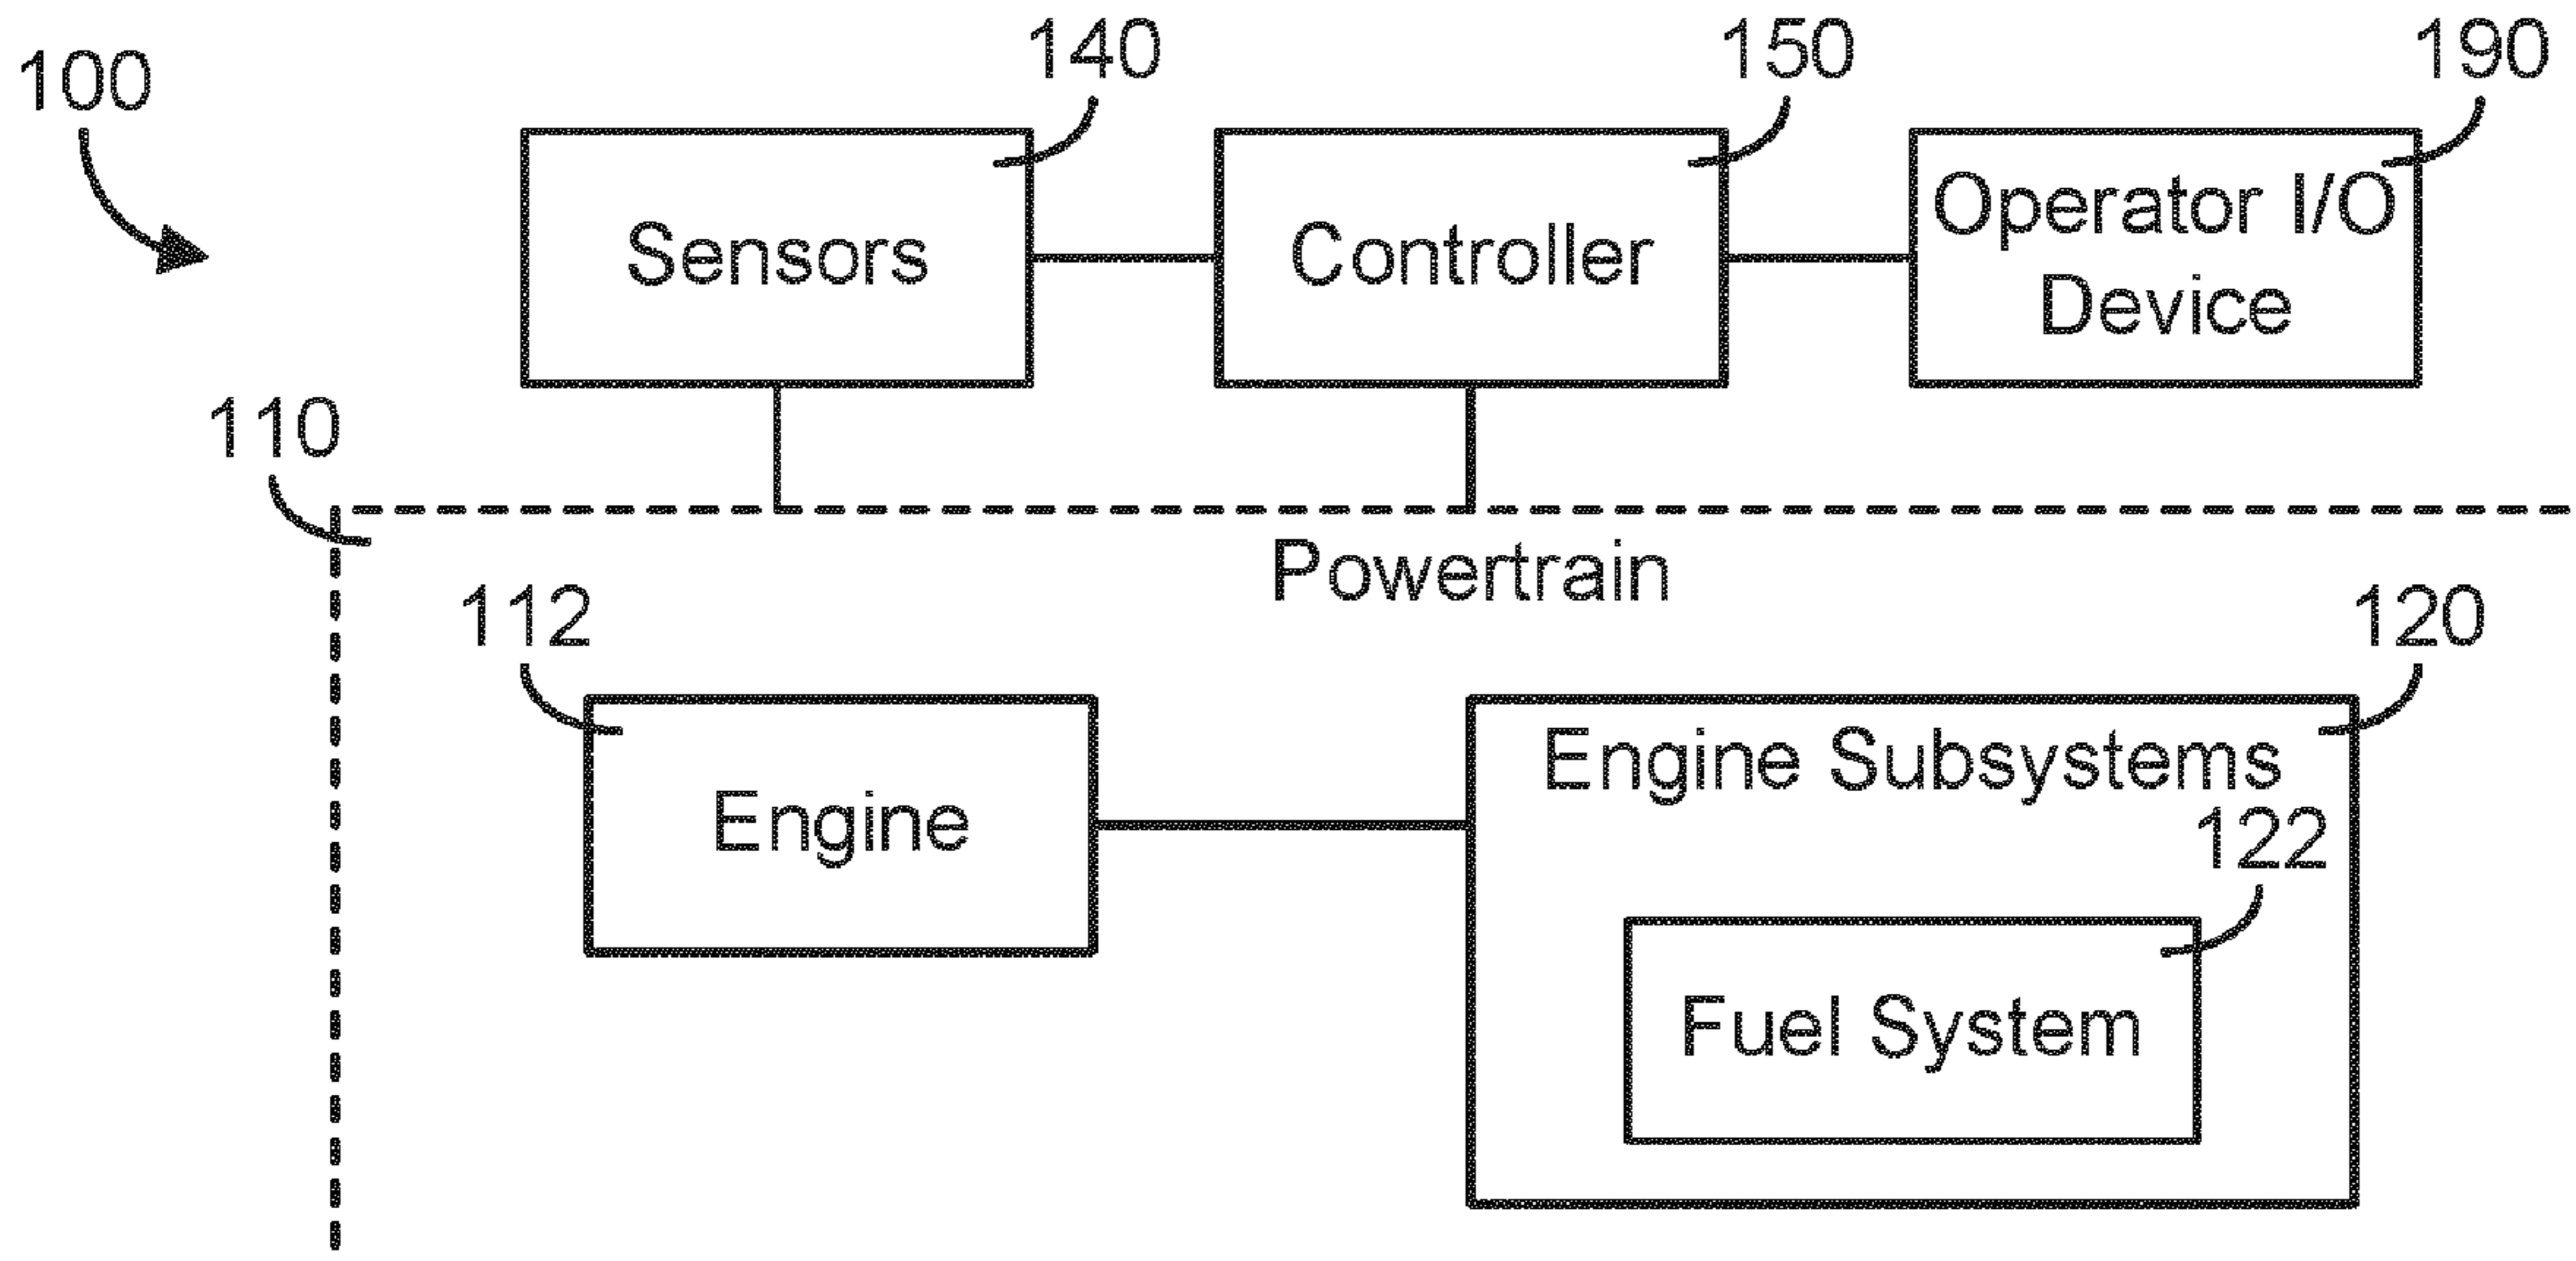 100
140
150
190
Sensors
Controller
Operator I/O
Device
110
Powertrain
112
120
Engine
Engine Subsystems
122
Fuel System